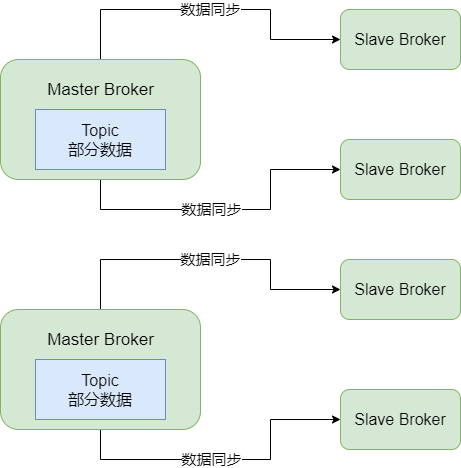 数据同步
Slave Broker
Master Broker
Topic
部分数据
Slave Broker
数据同步
数据同步
Slave Broker
Master Broker
Topic
部分数据
Slave Broker
数据同步